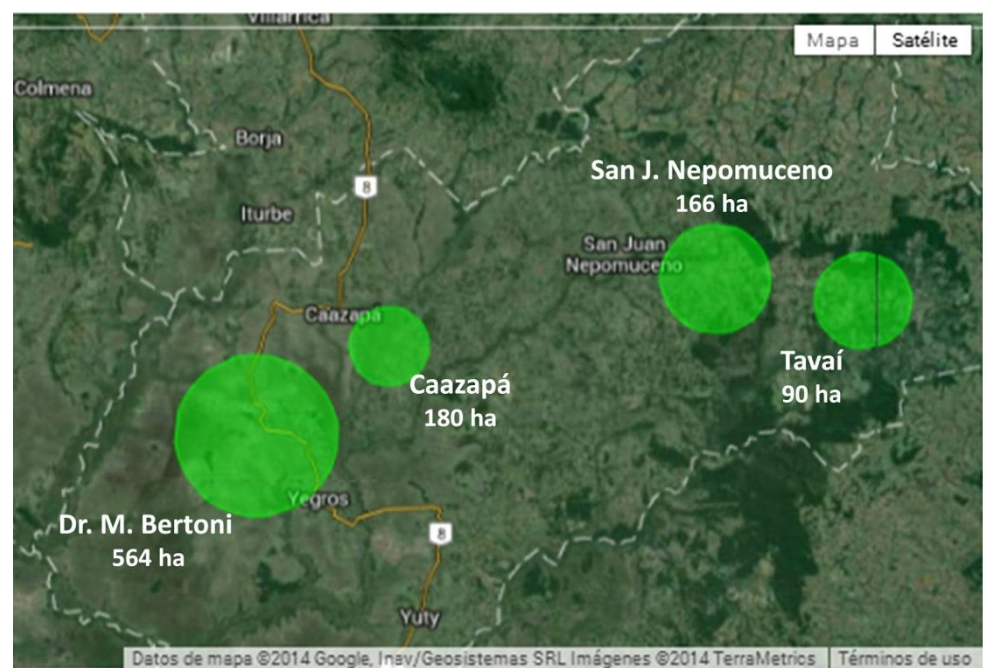 Villarrica
Mapa
Satélite
Colmena
Borja
8
San J. Nepomuceno
166 ha
Iturbe
San Juan
Nepomuceno
Caazapá
Tavaí
90 ha
Caazapá
180 ha
Yegros
Dr. M. Bertoni
564 ha
8
Yuty
Datos de mapa ©2014 Google, Inav/Geosistemas SRL Imágenes ©2014 TerraMetrics
Términos de uso